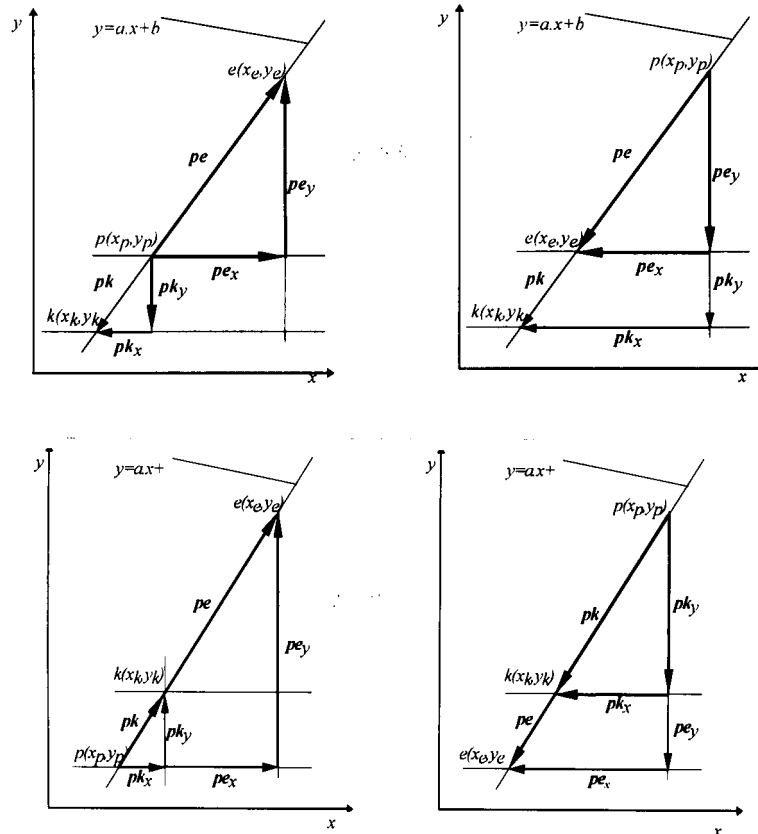 y
y=a.x+b
e(xe,ye)
pe
pey
p(xp,yp)
pex
pk
pky
k(xk,yk
pkx
x
y
y=a.x+b
p(xp,yp)
pe
pey
e(xe,ye)
pex
pk
pky
k(xk,yk
pkx
x
y
y=a.x+
e(xe,ye)
pe
pey
k(xk,yk)
pk
pky
p(xp,yp)
pkx
pex
x
y
y=a.x+
p(xp,yp)
pk
pky
k(xk,yk)
pkx
pe
pey
e(xe,ye
pex
x